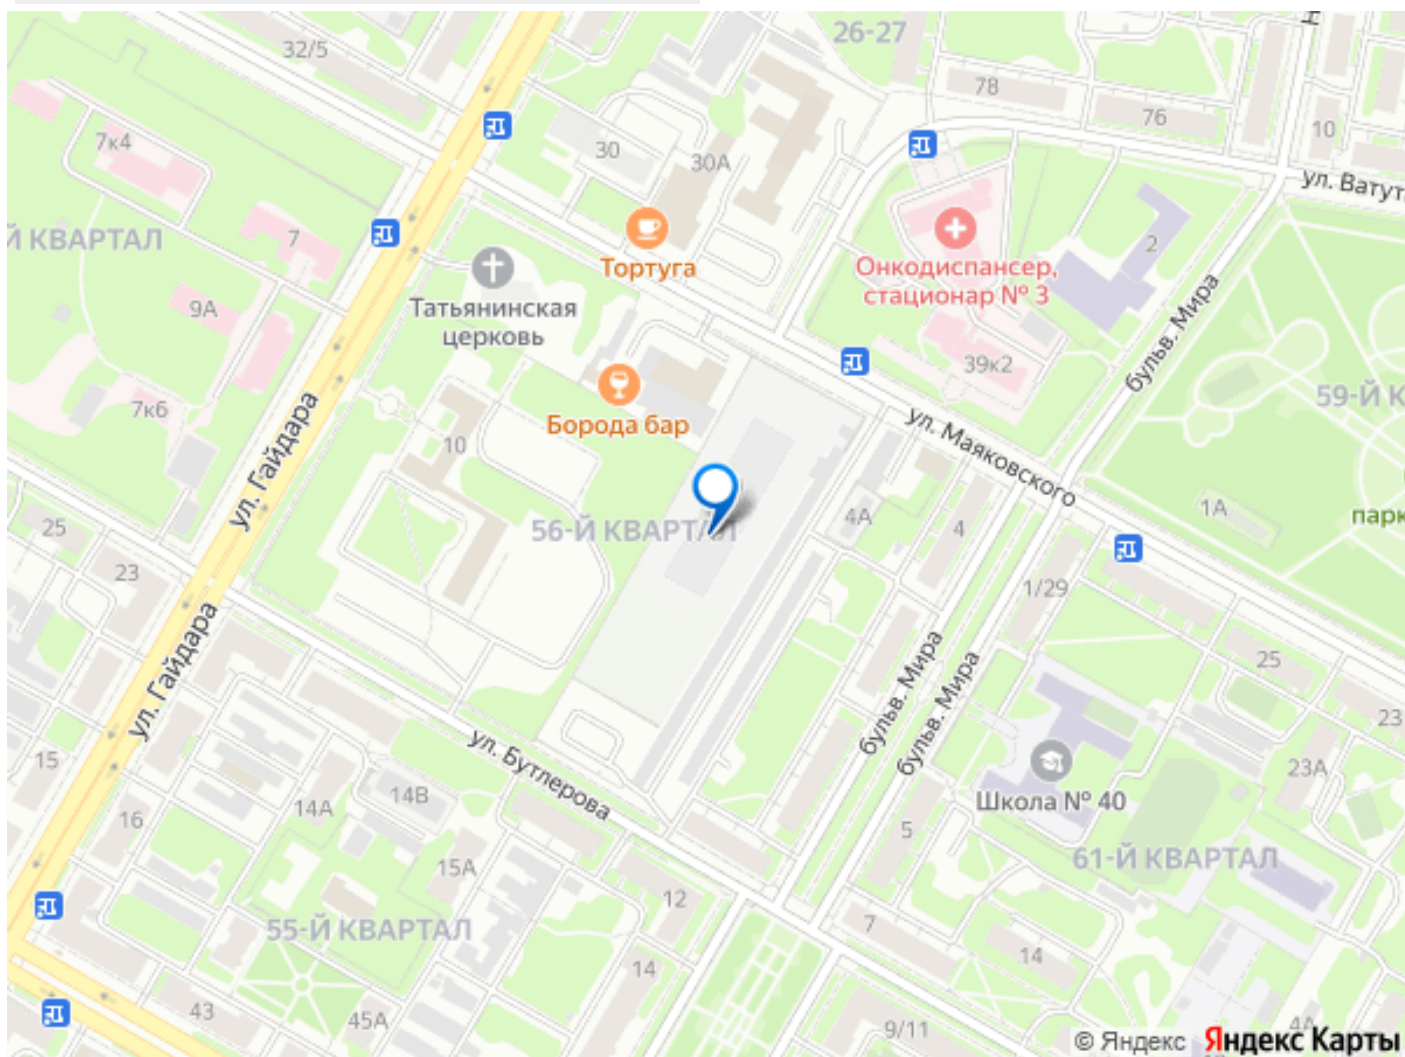 26-27
32/5
78
76
10
30
30А
7к4
ул. Ватут
Й КВАРТАЛ
7
2
Тортуга
Онкодиспансер,
стационар № 3
9А
Татьянинская
церковь
бульв. Мира
39к2
59-Й К
7к6
Борода бар
10
ул. Гайдара
ул. Маяковского
1А
парк
25
56-Й КВАРТАЛ
4А
4
23
1/29
ул. Гайдара
бульв. Мира
бульв. Мира
25
23
15
ул. Бутлерова
23А
14А
14В
Школа № 40
16
5
15А
61-Й КВАРТАЛ
12
55-Й КВАРТАЛ
7
14
14
43
45А
9/11
4А
© Яндекс Яндекс Карты